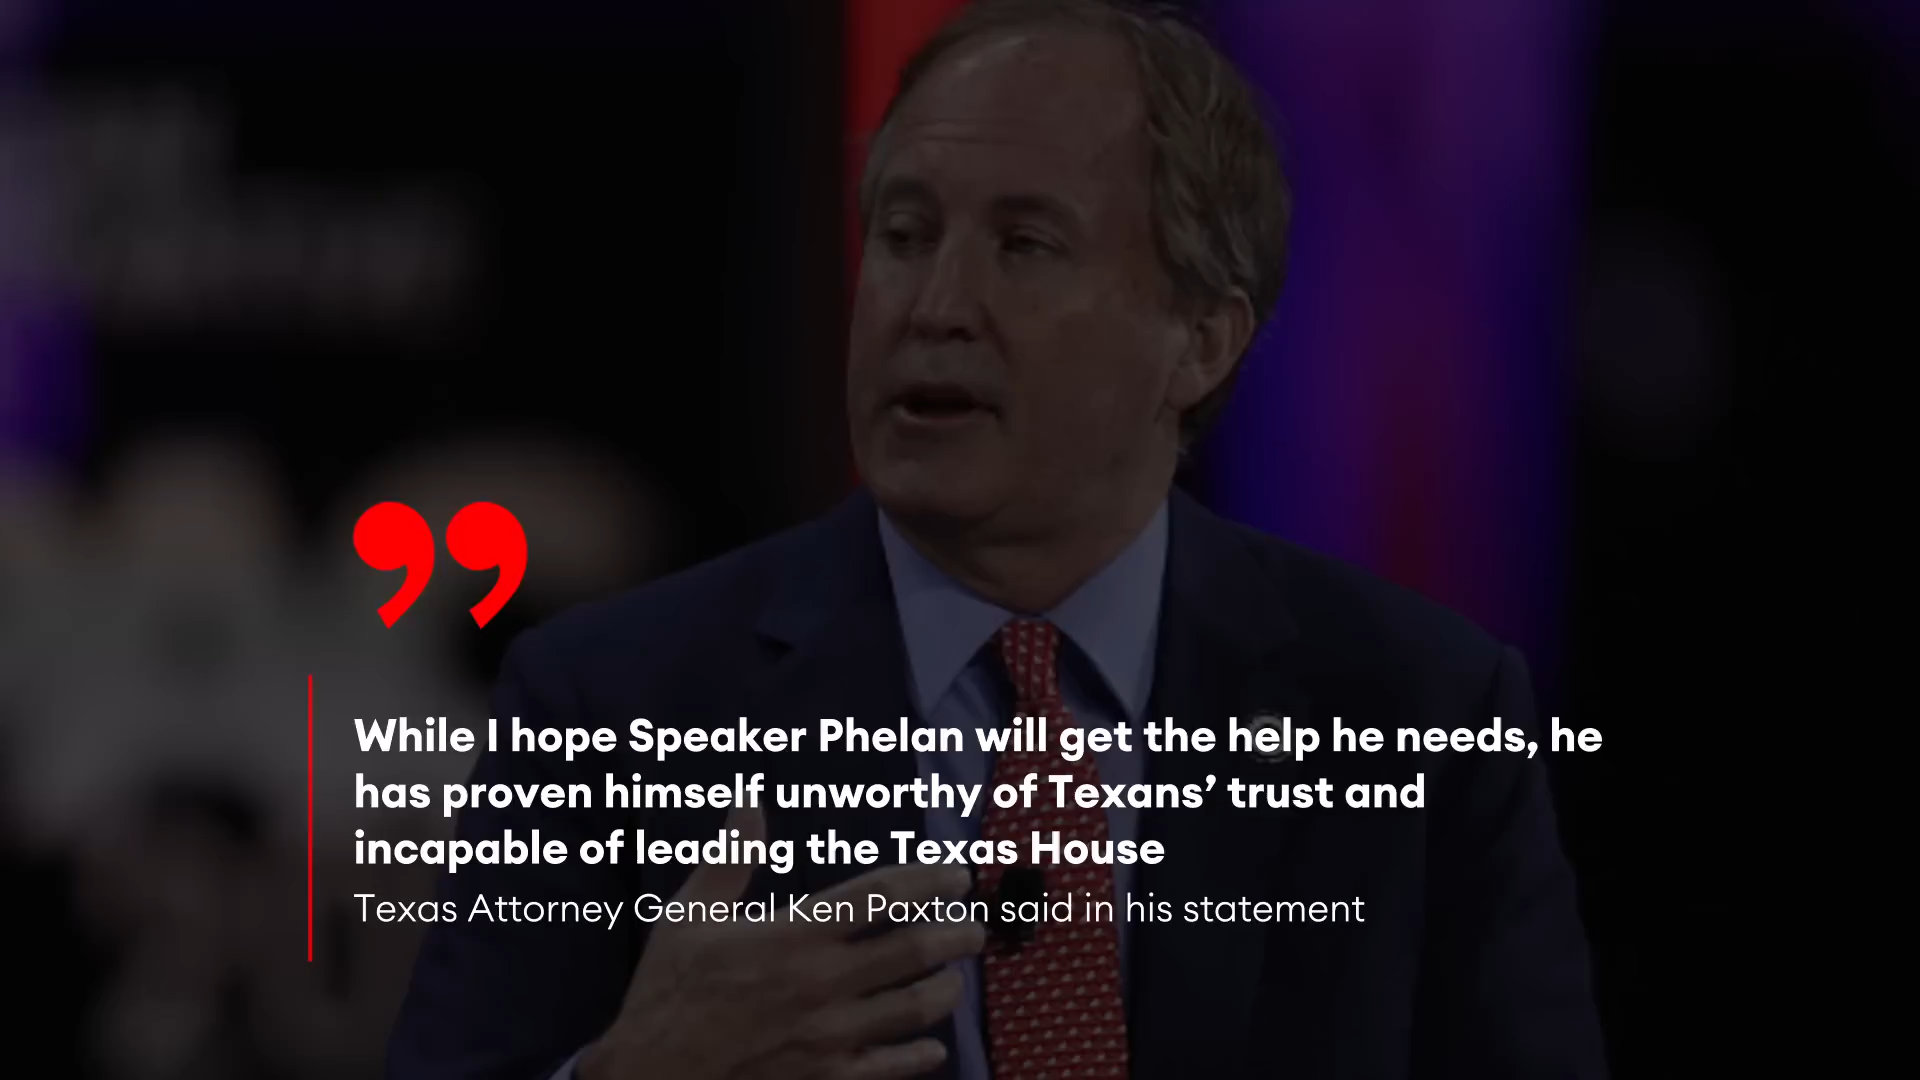 ”
While I hope Speaker Phelan will get the help he needs, he
has proven himself unworthy of Texans’ trust and
incapable of leading the Texas House
Texas Attorney General Ken Paxton said in his statement